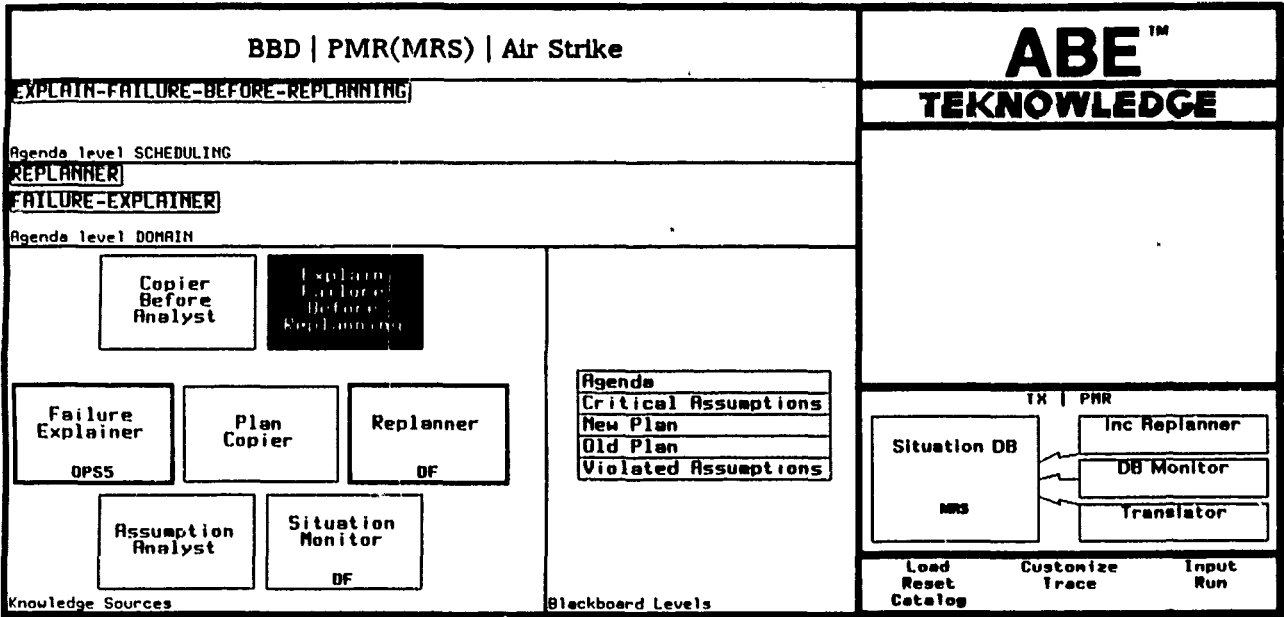 BBD | PMR(MRS) | Air Strike
EXPLAIN-FAILURE-BEFORE-REPLANNING
Agenda level SCHEDULING
REPLANNER
FAILURE-EXPLAINER
Agenda level DOMAIN
Copier
Before
Analyst
Explain
Failure
Before
Replanning
Failure
Explainer
OPS5
Plan
Copier
Replanner
DF
Assumption
Analyst
Situation
Monitor
DF
Knowledge Sources
Agenda
Critical Assumptions
New Plan
Old Plan
Violated Assumptions
Blackboard Levels
ABE™
TEKNOWLEDGE
TX | PMR
Situation DB
MRS
Inc Replanner
DB Monitor
Translator
Load
Reset
Catalog
Customize
Trace
Input
Run